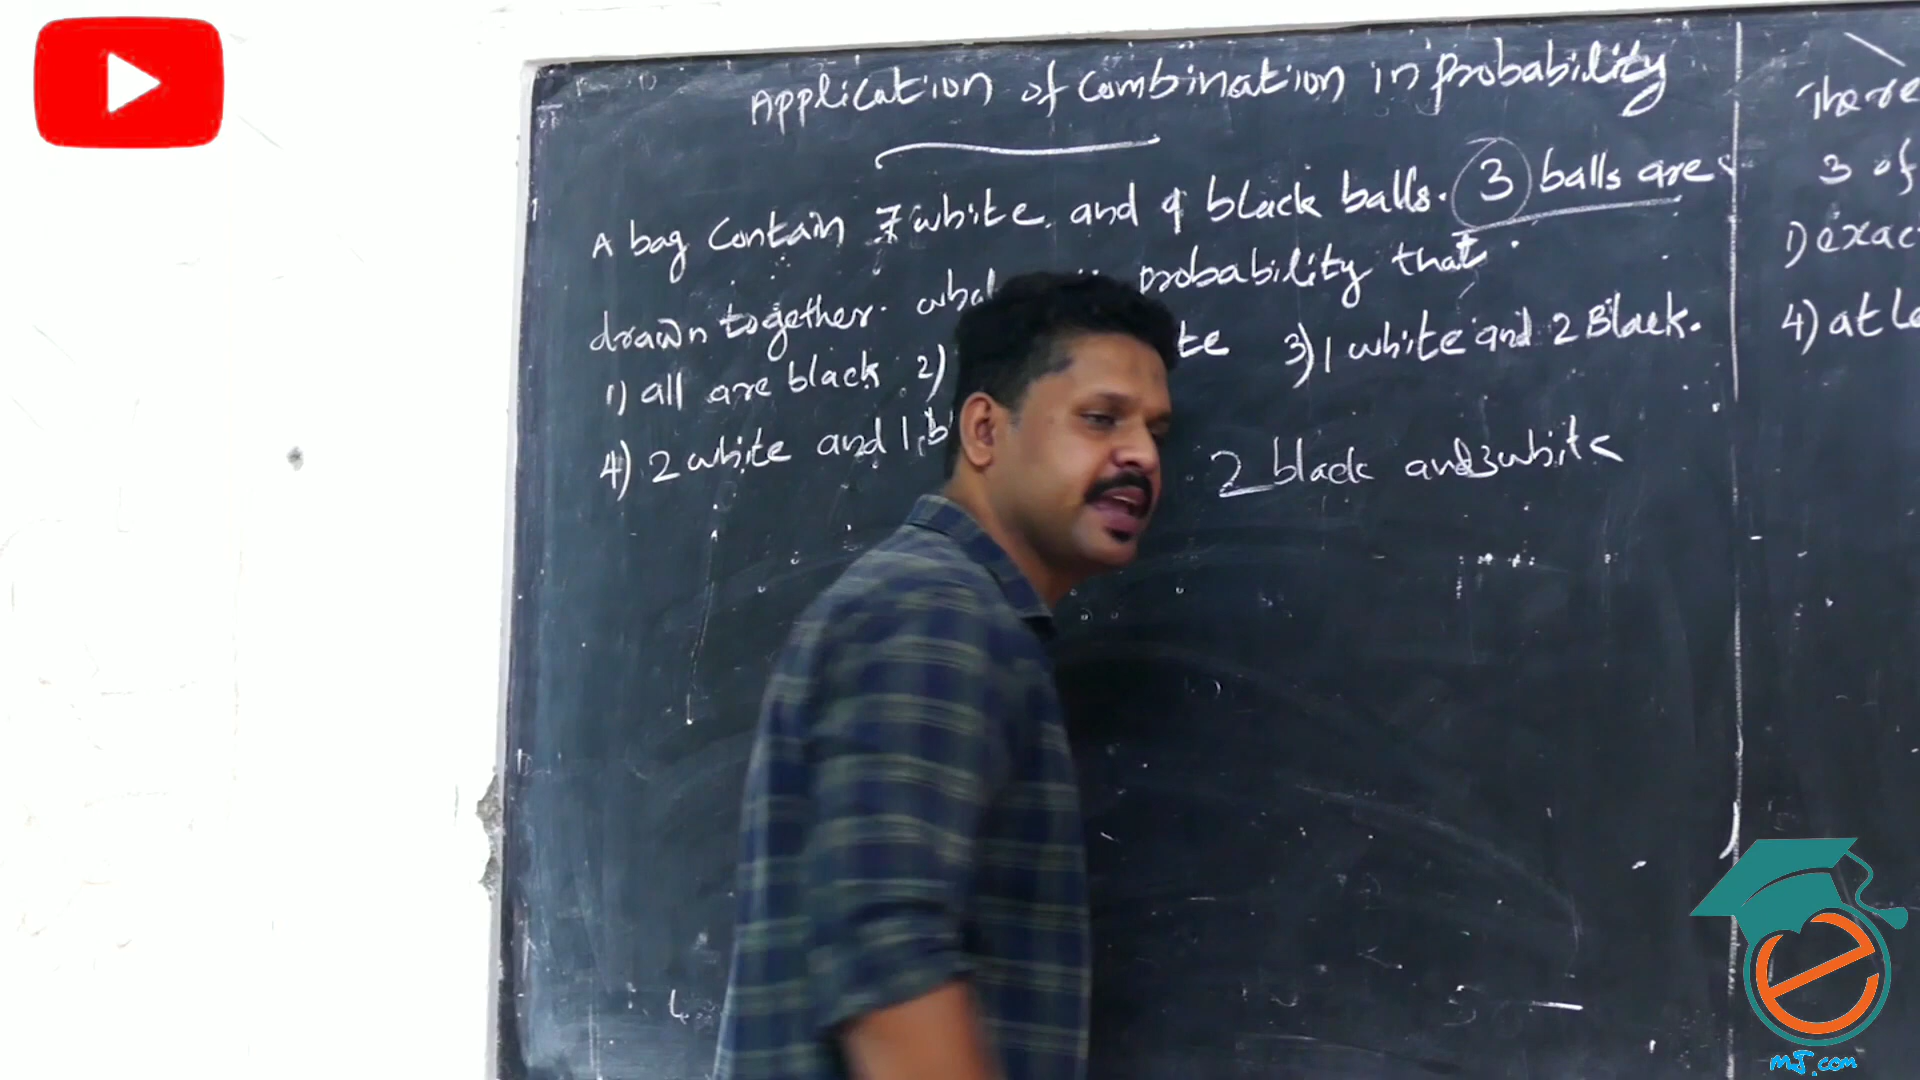 Application of Combination in Probability
A bag Contain 7 white and 9 black balls. 3 balls are
drawn together. probability that
1) all are black 2) te 3) 1 white and 2 Black.
4) 2 white and 1 b
2 black and 3 white
There
3 of
1) exac
4) at Le
MJ.com